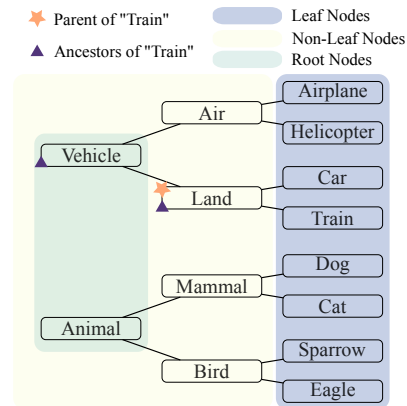 Parent of "Train"
Ancestors of "Train"
Leaf Nodes
Non-Leaf Nodes
Root Nodes
Airplane
Air
Helicopter
Vehicle
Car
Land
Train
Dog
Mammal
Cat
Animal
Sparrow
Bird
Eagle